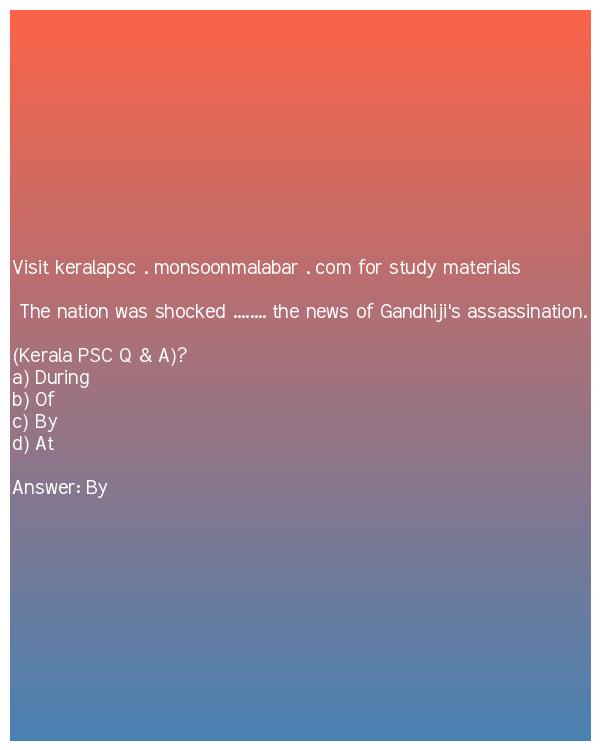 Visit keralapsc . monsoonmalabar . com for study materials
The nation was shocked ........ the news of Gandhiji's assassination.
(Kerala PSC Q & A)?
a) During
b) Of
c) By
d) At
Answer: By